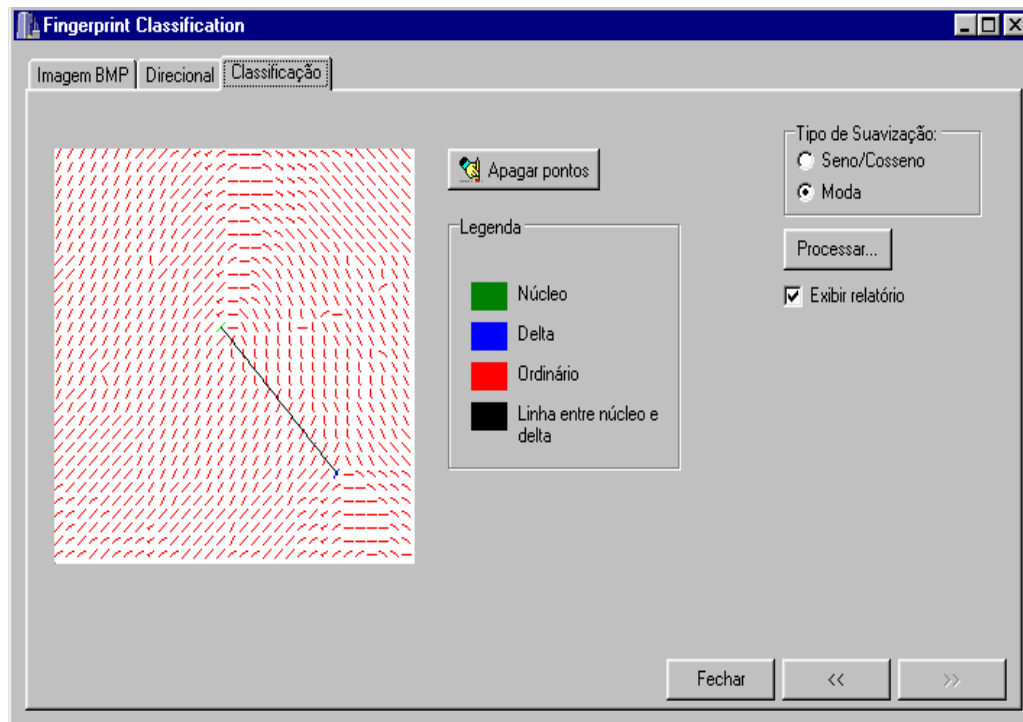 Fingerprint Classification
Imagem BMP
Direcional
Classificação
Apagar pontos
Legenda
Núcleo
Delta
Ordinário
Linha entre núcleo e
delta
Tipo de Suavização:
Seno/Cosseno
Moda
Processar...
Exibir relatório
Fechar
<<
>>